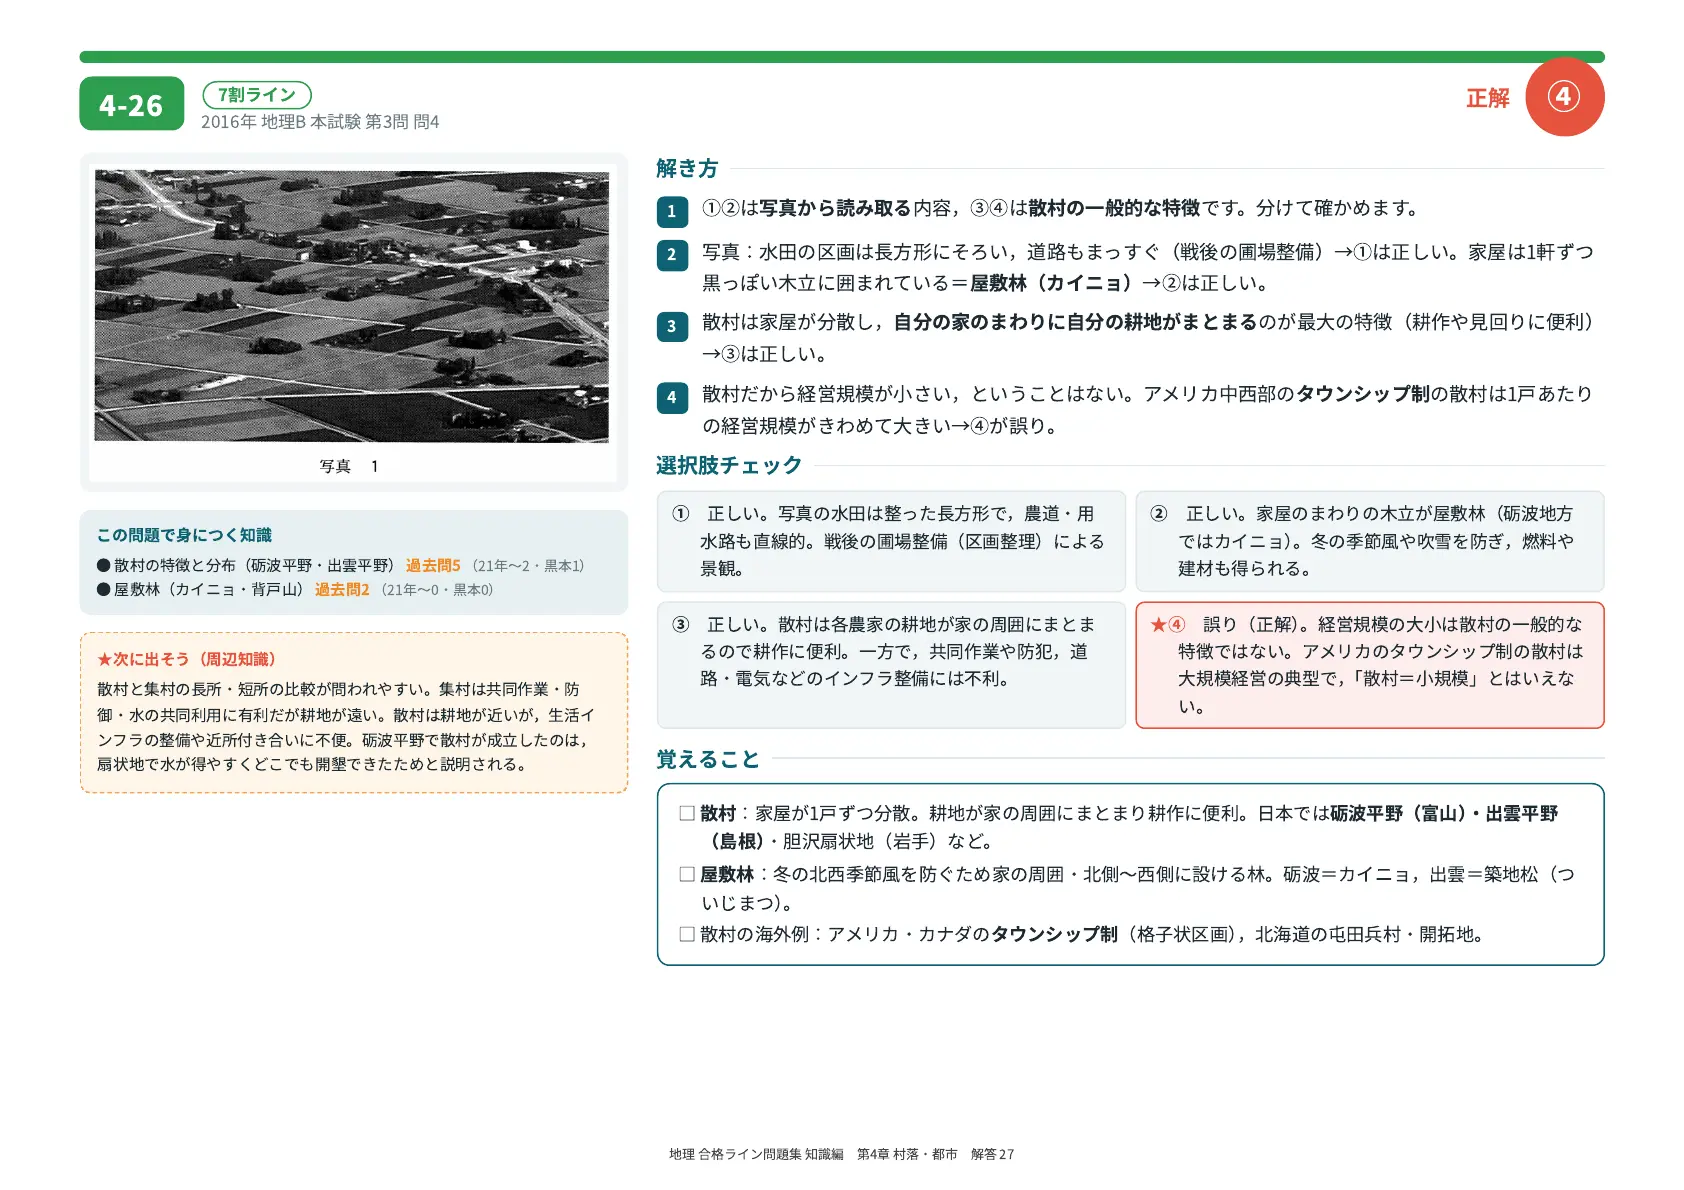 4-26
7割ライン
2016年 地理B 本試験 第3問 問4
正解 ④
写真 1
この問題で身につく知識
●散村の特徴と分布（砺波平野・出雲平野） 過去問5 （21年〜2・黒本1）
●屋敷林（カイニョ・背戸山） 過去問2 （21年〜0・黒本0）
★次に出そう（周辺知識）
散村と集村の長所・短所の比較が問われやすい。集村は共同作業・防
御・水の共同利用に有利だが耕地が遠い。散村は耕地が近いが，生活イ
ンフラの整備や近所付き合いに不便。砺波平野で散村が成立したのは，
扇状地で水が得やすくどこでも開墾できたためと説明される。
解き方
1 ①②は写真から読み取る内容，③④は散村の一般的な特徴です。分けて確かめます。
2 写真：水田の区画は長方形にそろい，道路もまっすぐ（戦後の圃場整備）→①は正しい。家屋は1軒ずつ
黒っぽい木立に囲まれている＝屋敷林（カイニョ）→②は正しい。
3 散村は家屋が分散し，自分の家のまわりに自分の耕地がまとまるのが最大の特徴（耕作や見回りに便利）
→③は正しい。
4 散村だから経営規模が小さい，ということはない。アメリカ中西部のタウンシップ制の散村は1戸あたり
の経営規模がきわめて大きい→④が誤り。
選択肢チェック
① 正しい。写真の水田は整った長方形で，農道・用
水路も直線的。戦後の圃場整備（区画整理）による
景観。
② 正しい。家屋のまわりの木立が屋敷林（砺波地方
ではカイニョ）。冬の季節風や吹雪を防ぎ，燃料や
建材も得られる。
③ 正しい。散村は各農家の耕地が家の周囲にまとま
るので耕作に便利。一方で，共同作業や防犯，道
路・電気などのインフラ整備には不利。
★④ 誤り（正解）。経営規模の大小は散村の一般的な
特徴ではない。アメリカのタウンシップ制の散村は
大規模経営の典型で，「散村＝小規模」とはいえな
い。
覚えること
□ 散村：家屋が1戸ずつ分散。耕地が家の周囲にまとまり耕作に便利。日本では砺波平野（富山）・出雲平野
（島根）・胆沢扇状地（岩手）など。
□ 屋敷林：冬の北西季節風を防ぐため家の周囲・北側〜西側に設ける林。砺波＝カイニョ，出雲＝築地松（つ
いじまつ）。
□ 散村の海外例：アメリカ・カナダのタウンシップ制（格子状区画），北海道の屯田兵村・開拓地。
地理 合格ライン問題集 知識編 第4章 村落・都市 解答27